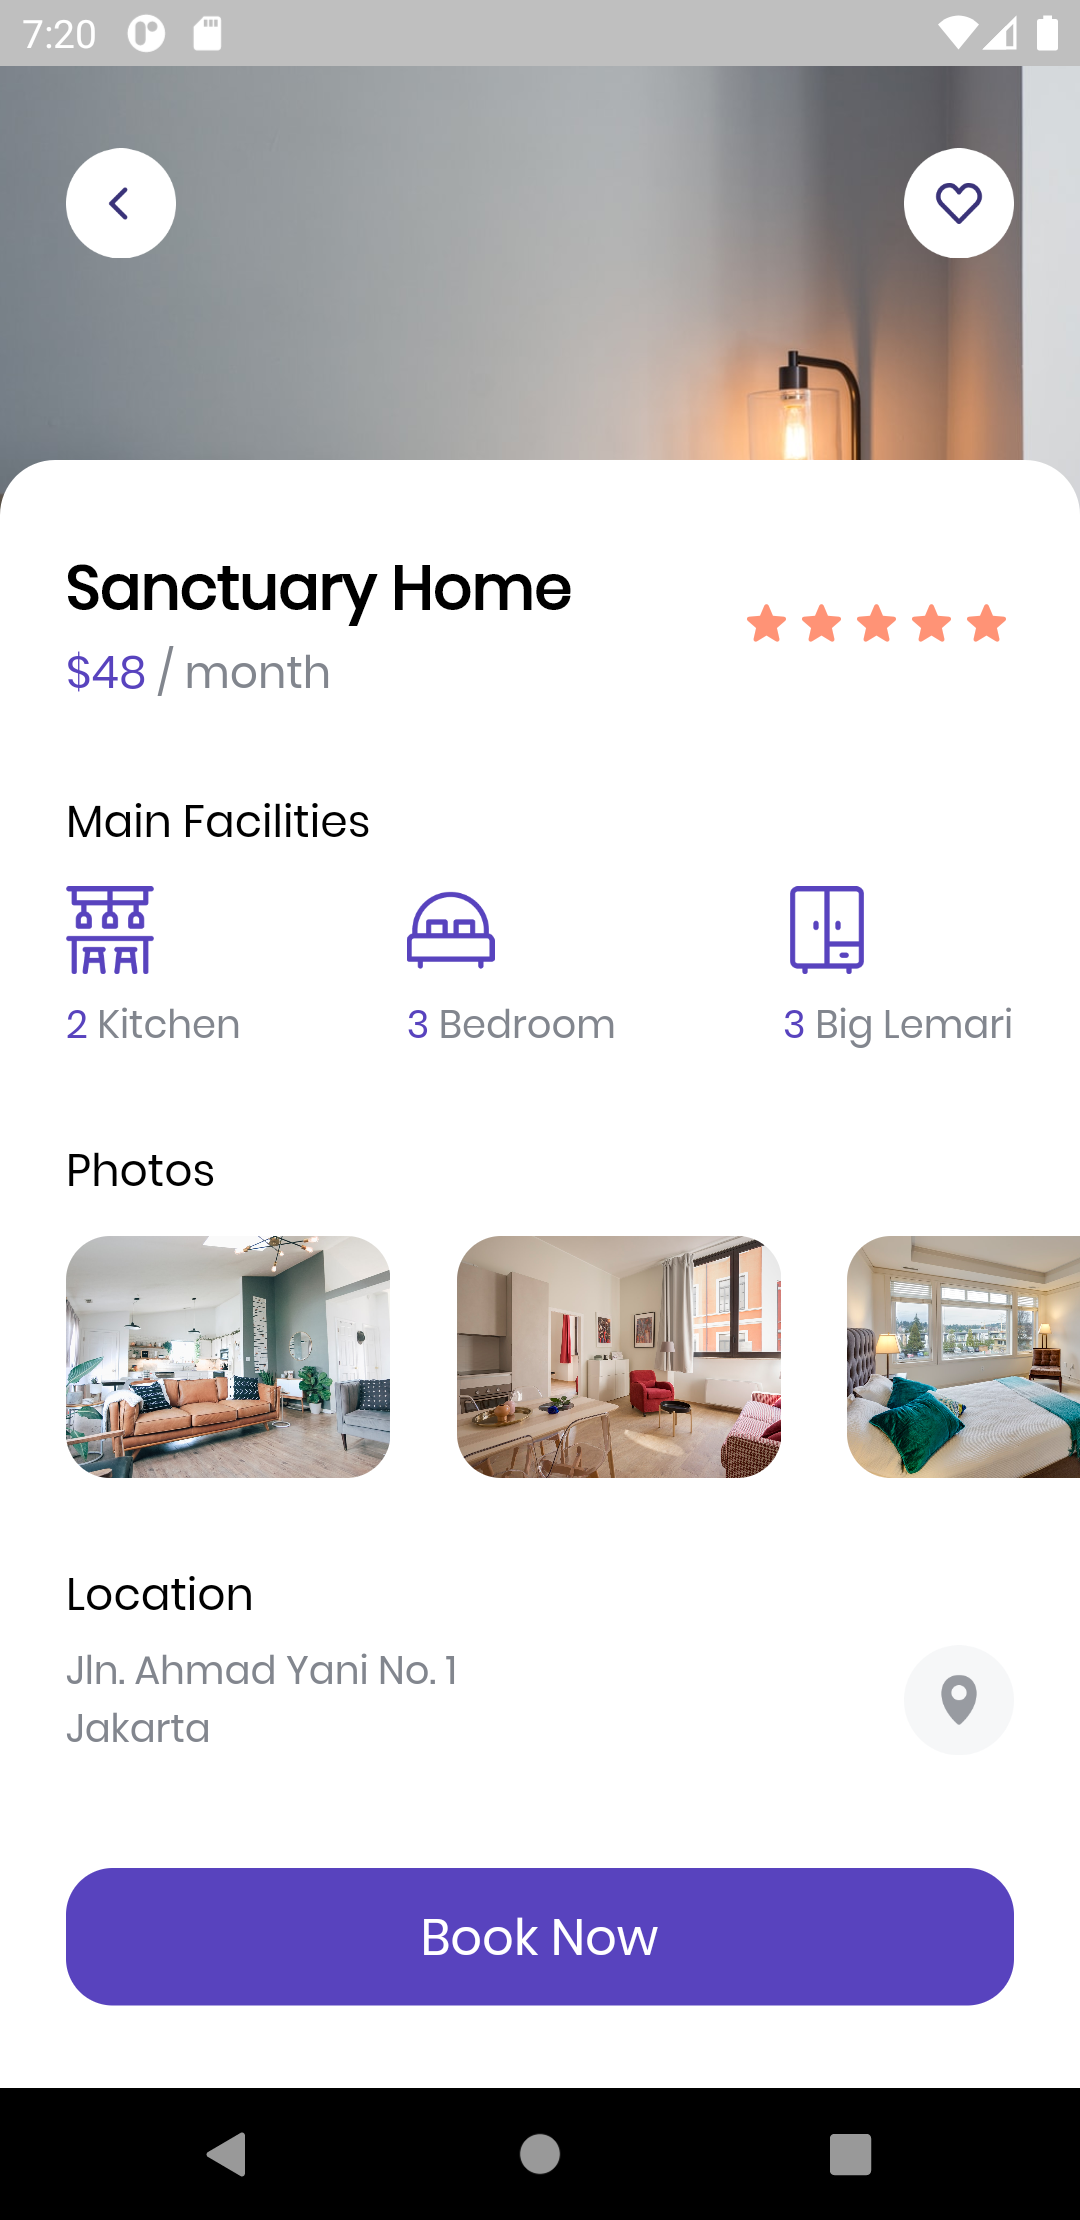 7:20
Sanctuary Home
$48 / month
Main Facilities
2 Kitchen
3 Bedroom
3 Big Lemari
Photos
Location
Jln. Ahmad Yani No. 1
Jakarta
Book Now